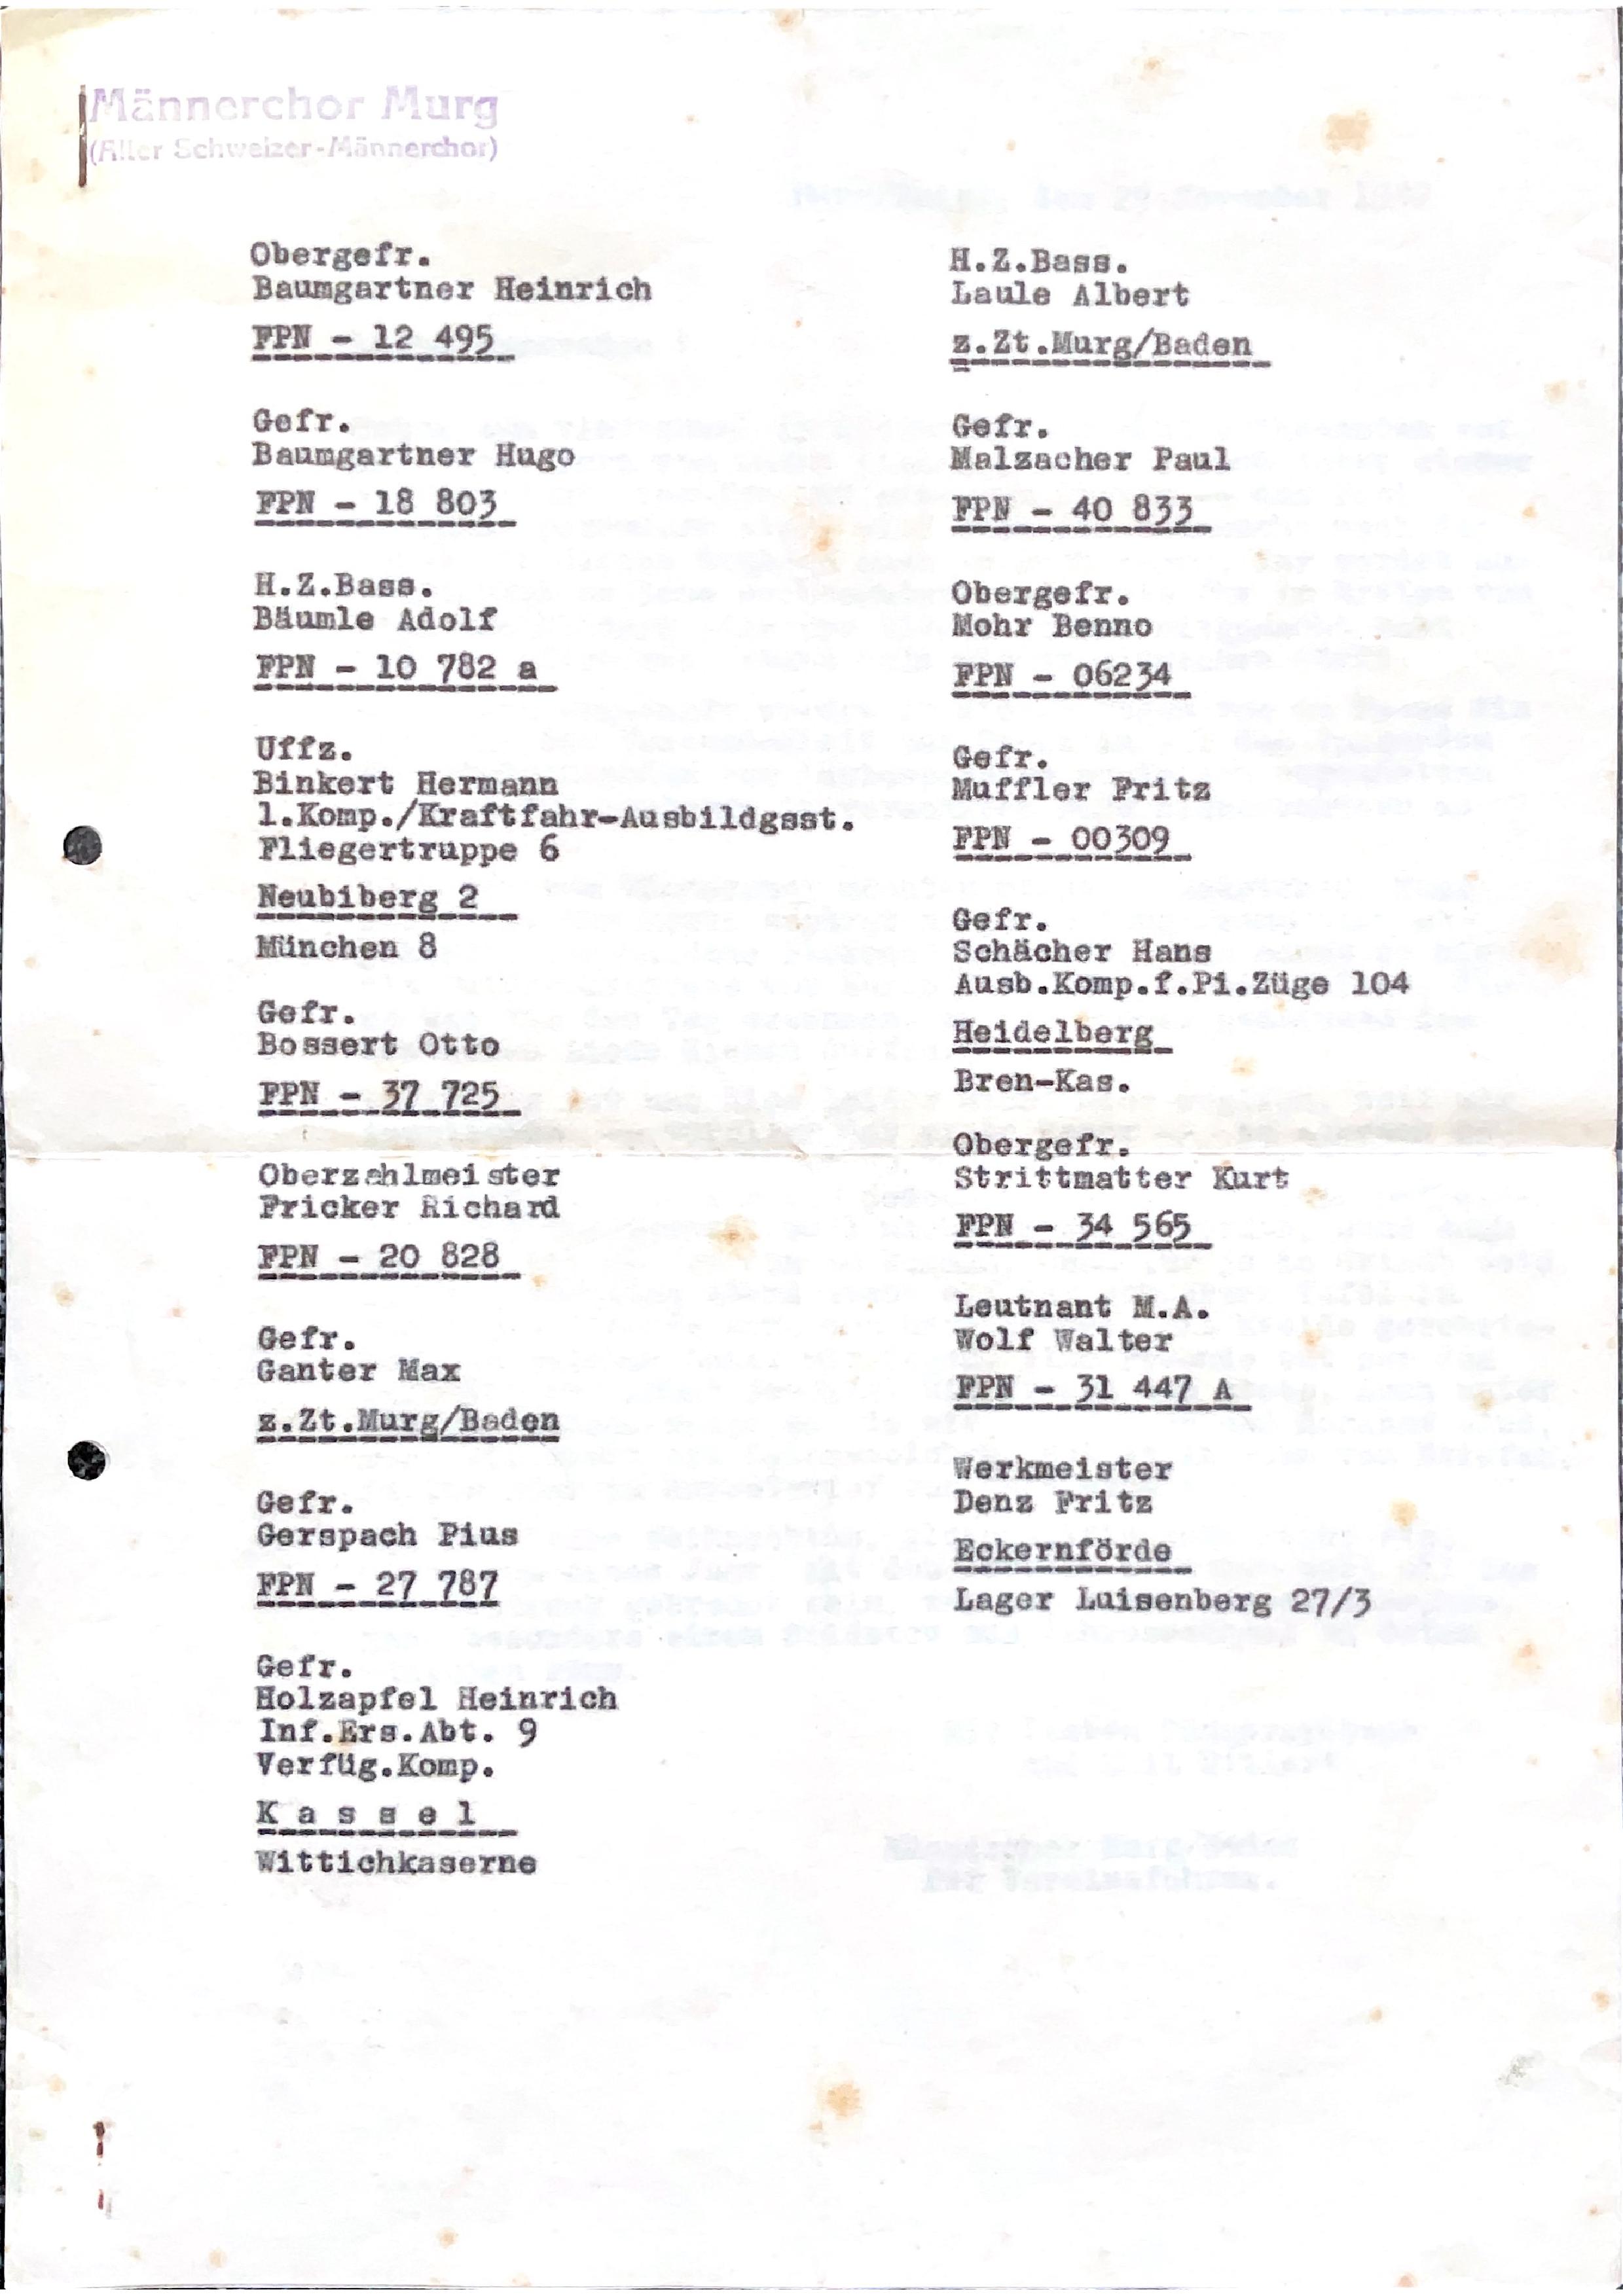 Männerchor Murg
(Alter Schweizer-Männerchor)
Obergefr.
Baumgartner Heinrich
FPN - 12 495
Gefr.
Baumgartner Hugo
FPN - 18 803
H.Z.Bass.
Bäumle Adolf
FPN - 10 782 a
Uffz.
Binkert Hermann
1.Komp./Kraftfahr-Ausbildgsst.
Fliegertruppe 6
Neubiberg 2
München 8
Gefr.
Bossert Otto
FPN - 37 725
Oberzahlmeister
Fricker Richard
FPN - 20 828
Gefr.
Ganter Max
z.Zt.Murg/Baden
Gefr.
Gerspach Pius
FPN - 27 787
Gefr.
Holzapfel Heinrich
Inf.Ers.Abt. 9
Verfüg.Komp.
K a s s e l
Wittichkaserne
H.Z.Bass.
Laule Albert
z.Zt.Murg/Baden
Gefr.
Malzacher Paul
FPN - 40 833
Obergefr.
Mohr Benno
FPN - 06234
Gefr.
Muffler Fritz
FPN - 00309
Gefr.
Schächer Hans
Ausb.Komp.f.Pi.Züge 104
Heidelberg
Bren-Kas.
Obergefr.
Strittmatter Kurt
FPN - 34 565
Leutnant M.A.
Wolf Walter
FPN - 31 447 A
Werkmeister
Denz Fritz
Eckernförde
Lager Luisenberg 27/3